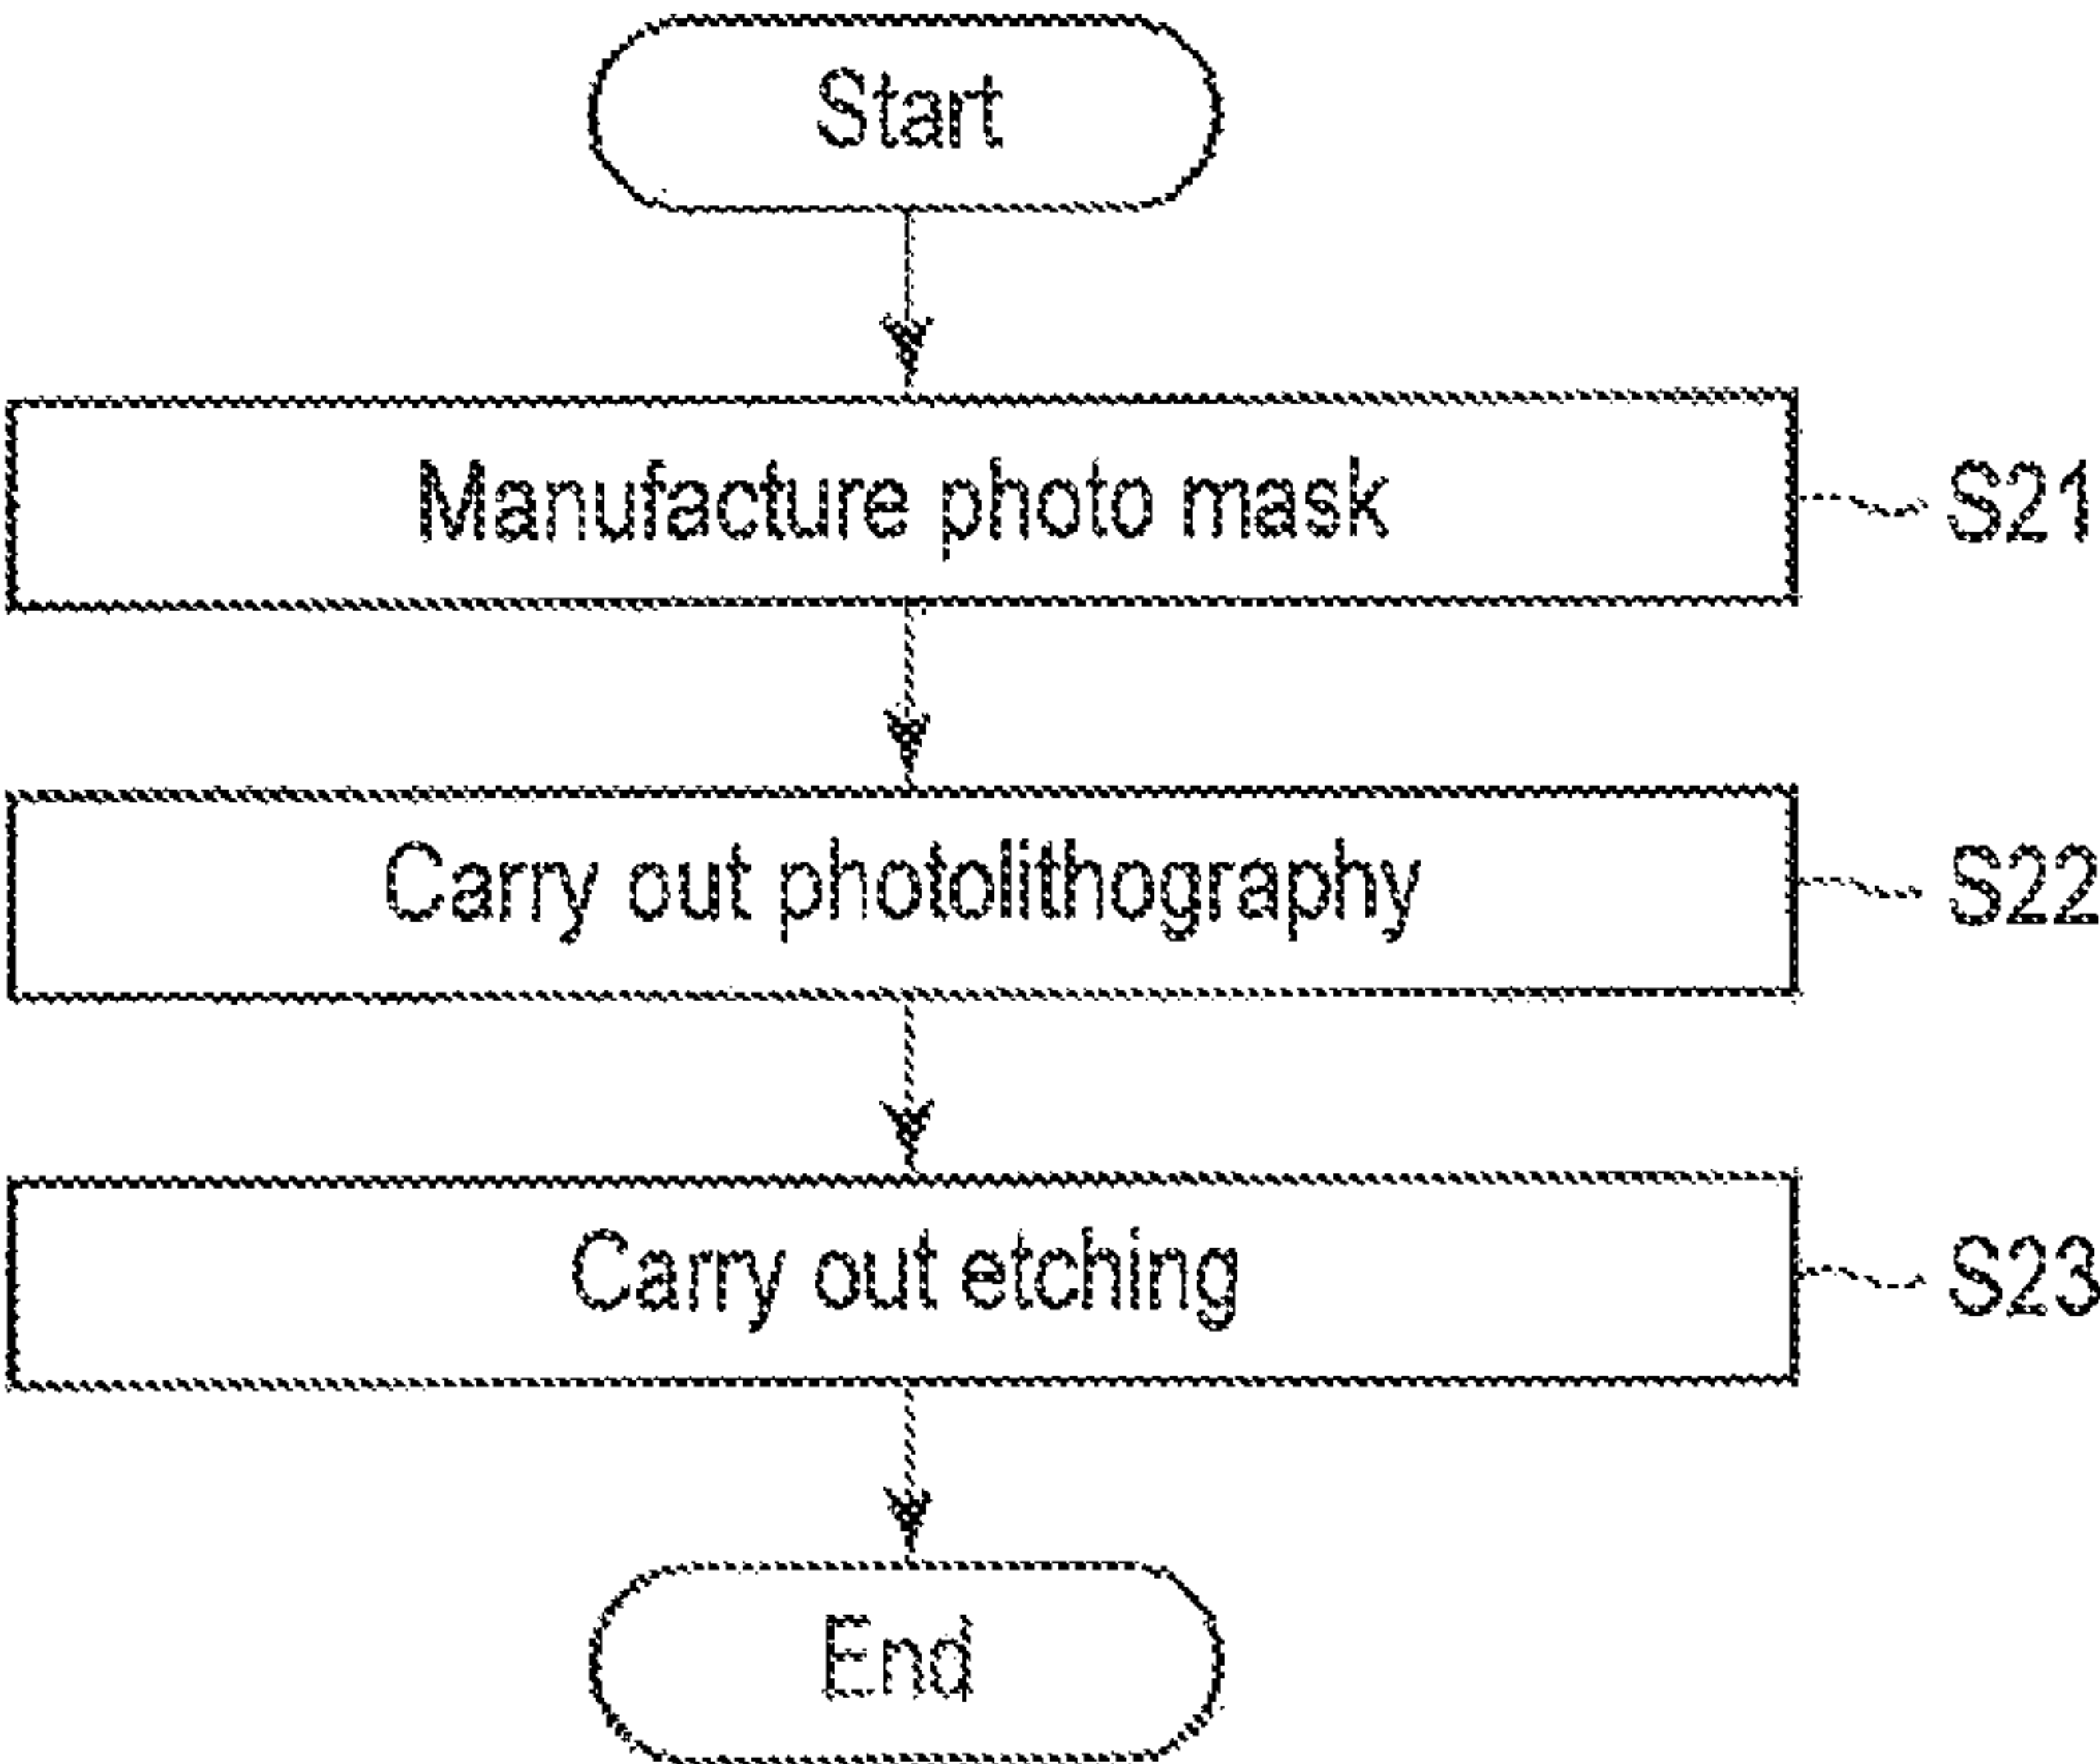 Start
Manufacture photo mask S21
Carry out photolithography S22
Carry out etching S23
End